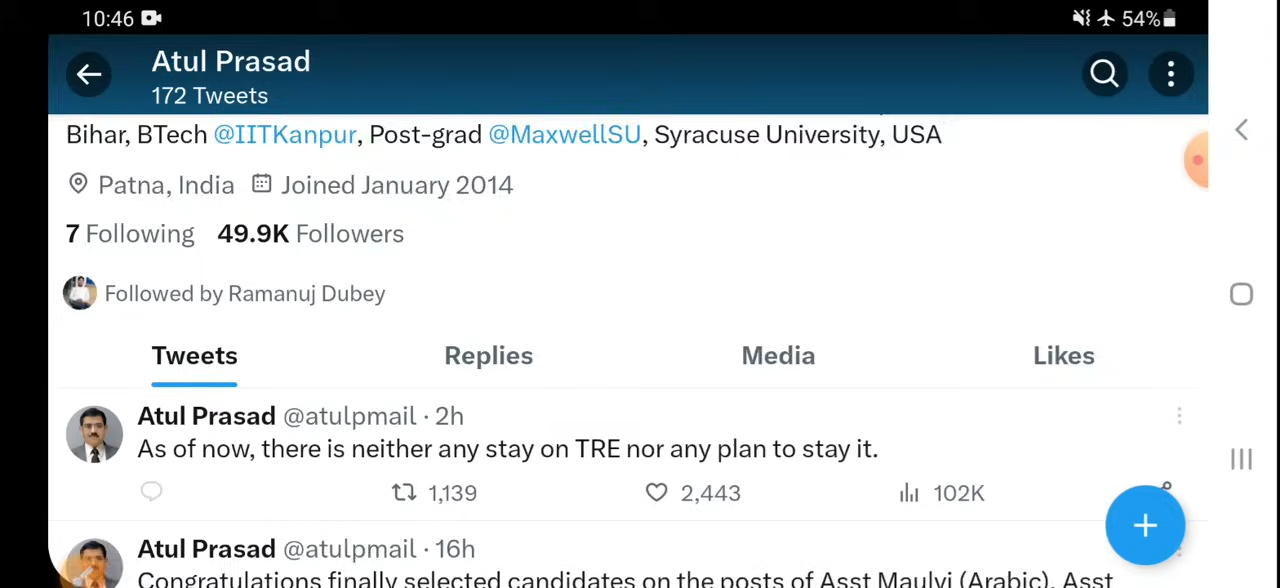 10:46
54%
Atul Prasad
172 Tweets
Bihar, BTech @IITKanpur, Post-grad @MaxwellSU, Syracuse University, USA
Patna, India Joined January 2014
7 Following 49.9K Followers
Followed by Ramanuj Dubey
Tweets Replies Media Likes
Atul Prasad @atulpmail · 2h
As of now, there is neither any stay on TRE nor any plan to stay it.
1,139 2,443 102K
Atul Prasad @atulpmail · 16h
Congratulations finally selected candidates on the posts of Asst Maulvi (Arabic), Asst